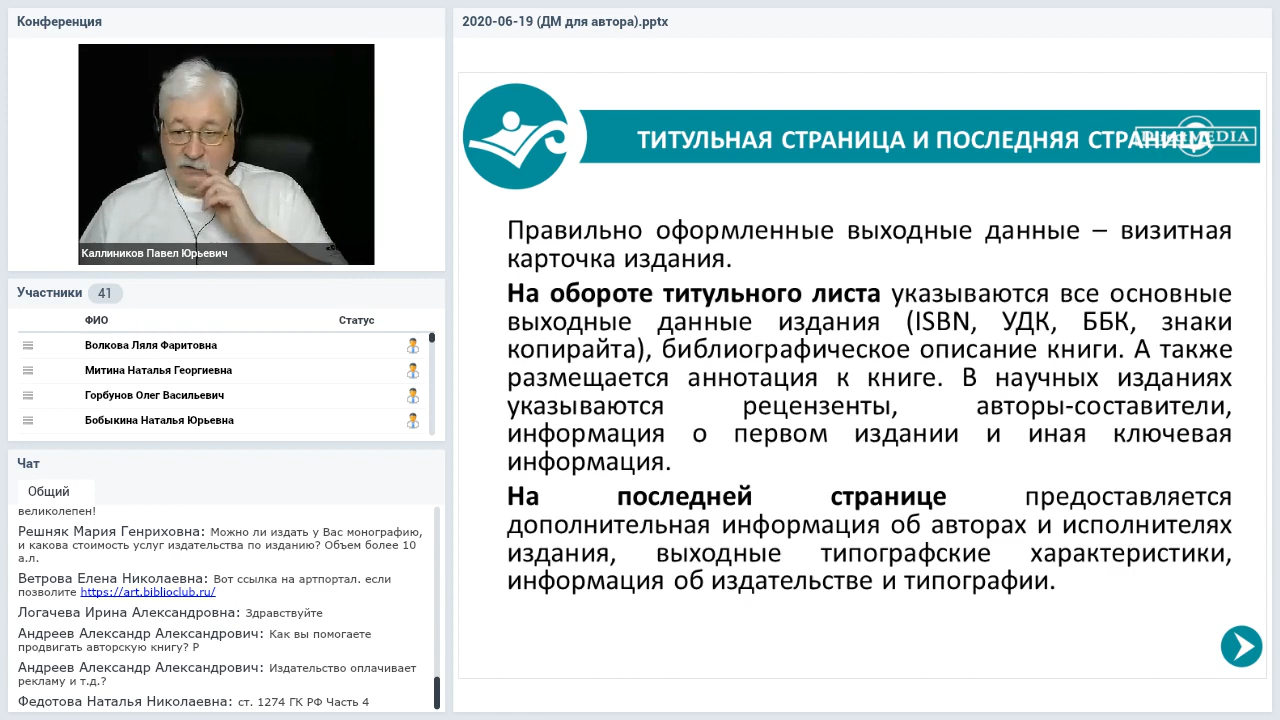 Конференция
Каллиников Павел Юрьевич
Участники 41
ФИО Статус
Волкова Ляля Фаритовна
Митина Наталья Георгиевна
Горбунов Олег Васильевич
Бобыкина Наталья Юрьевна
Чат
Общий
великолепен!
Решняк Мария Генриховна: Можно ли издать у Вас монографию,
и какова стоимость услуг издательства по изданию? Объем более 10
а.л.
Ветрова Елена Николаевна: Вот ссылка на артпортал. если
позволите https://art.biblioclub.ru/
Логачева Ирина Александровна: Здравствуйте
Андреев Александр Александрович: Как вы помогаете
продвигать авторскую книгу? Р
Андреев Александр Александрович: Издательство оплачивает
рекламу и т.д.?
Федотова Наталья Николаевна: ст. 1274 ГК РФ Часть 4
2020-06-19 (ДМ для автора).pptx
ТИТУЛЬНАЯ СТРАНИЦА И ПОСЛЕДНЯЯ СТРАНИЦА
DirectMEDIA
Правильно оформленные выходные данные – визитная
карточка издания.
На обороте титульного листа указываются все основные
выходные данные издания (ISBN, УДК, ББК, знаки
копирайта), библиографическое описание книги. А также
размещается аннотация к книге. В научных изданиях
указываются рецензенты, авторы-составители,
информация о первом издании и иная ключевая
информация.
На последней странице предоставляется
дополнительная информация об авторах и исполнителях
издания, выходные типографские характеристики,
информация об издательстве и типографии.